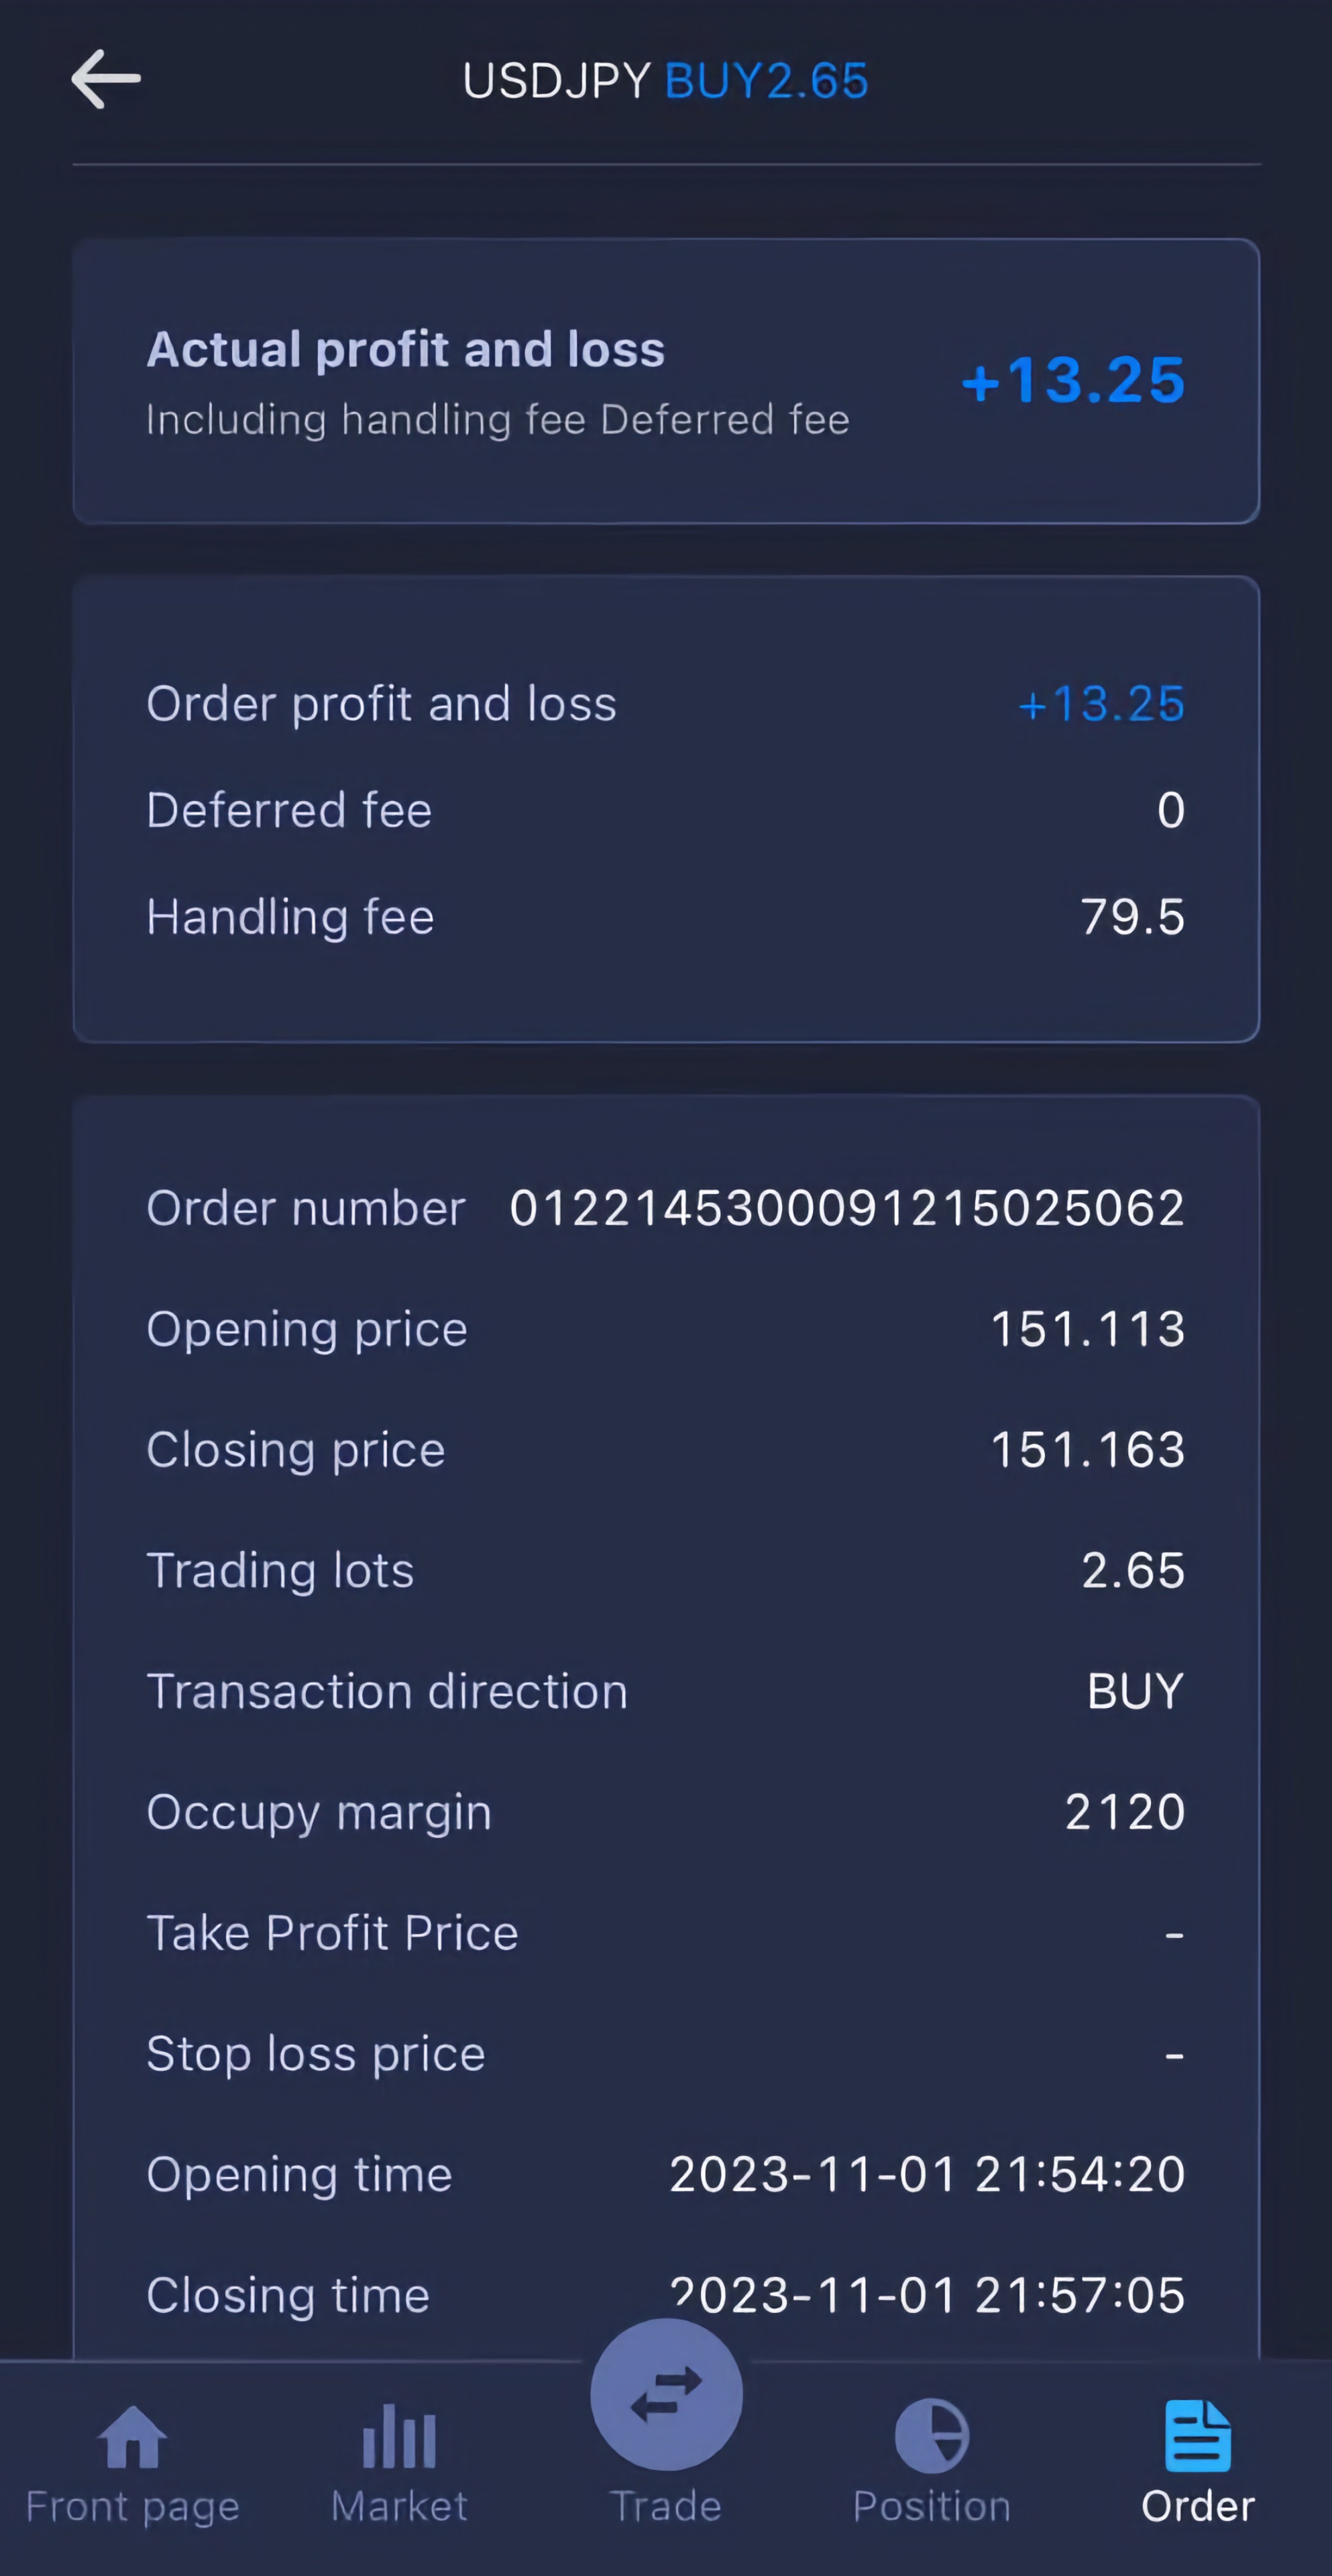 USDJPY BUY2.65
Actual profit and loss
+13.25
Including handling fee Deferred fee
Order profit and loss +13.25
Deferred fee 0
Handling fee 79.5
Order number 0122145300091215025062
Opening price 151.113
Closing price 151.163
Trading lots 2.65
Transaction direction BUY
Occupy margin 2120
Take Profit Price -
Stop loss price -
Opening time 2023-11-01 21:54:20
Closing time 2023-11-01 21:57:05
Front page Market Trade Position Order